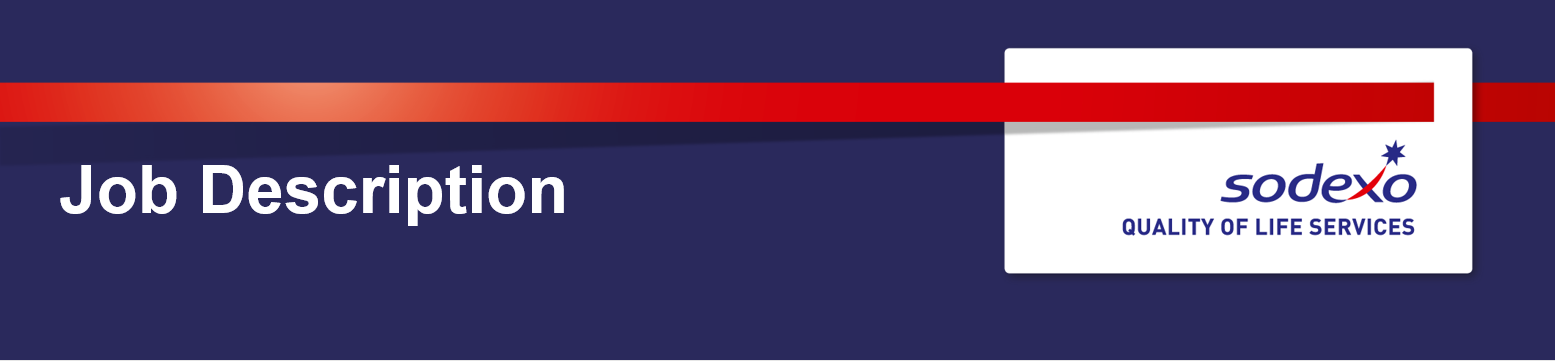 Job Description
sodexo
QUALITY OF LIFE SERVICES